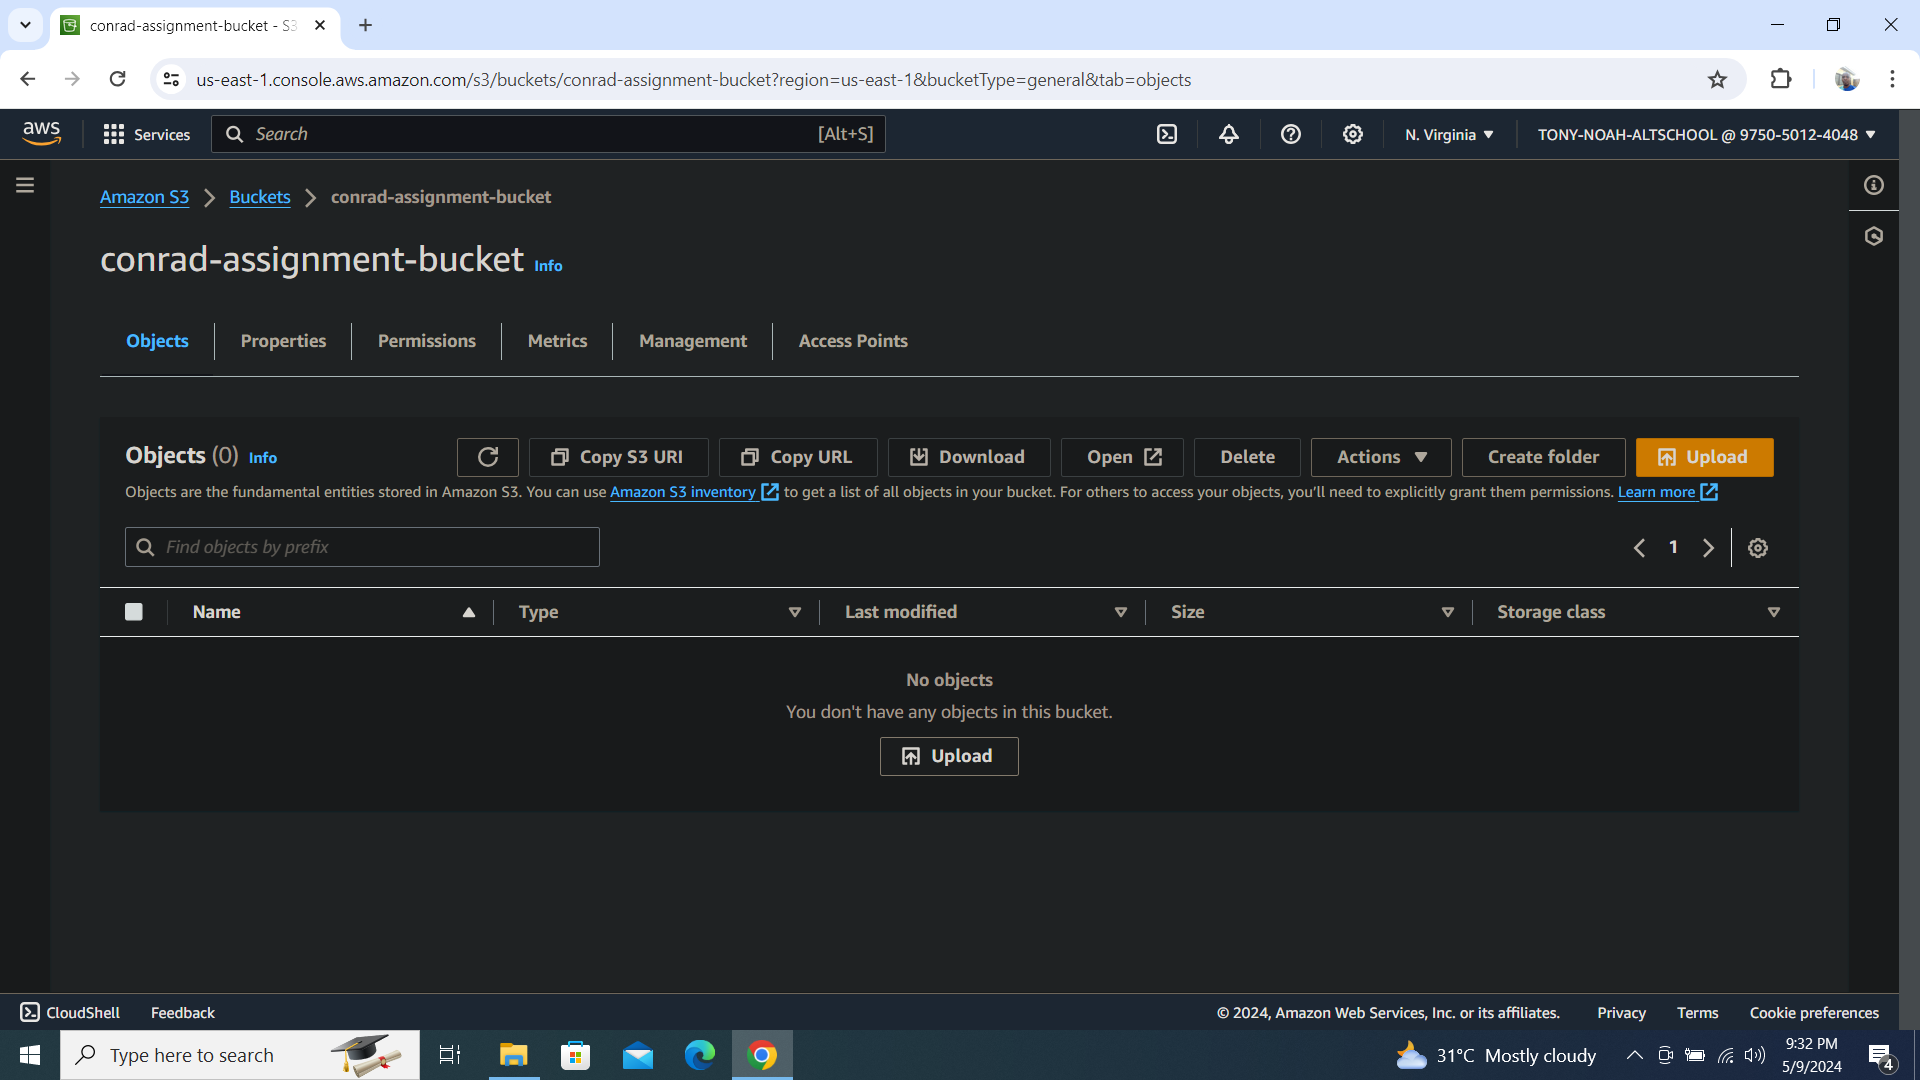 conrad-assignment-bucket - S3
us-east-1.console.aws.amazon.com/s3/buckets/conrad-assignment-bucket?region=us-east-1&bucketType=general&tab=objects
aws Services Search [Alt+S] N. Virginia TONY-NOAH-ALTSCHOOL @ 9750-5012-4048
Amazon S3 Buckets conrad-assignment-bucket
conrad-assignment-bucket Info
Objects Properties Permissions Metrics Management Access Points
Objects (0) Info Copy S3 URI Copy URL Download Open Delete Actions Create folder Upload
Objects are the fundamental entities stored in Amazon S3. You can use Amazon S3 inventory to get a list of all objects in your bucket. For others to access your objects, you'll need to explicitly grant them permissions. Learn more
Find objects by prefix 1
Name Type Last modified Size Storage class
No objects
You don't have any objects in this bucket.
Upload
CloudShell Feedback © 2024, Amazon Web Services, Inc. or its affiliates. Privacy Terms Cookie preferences
Type here to search 31°C Mostly cloudy 9:32 PM
5/9/2024 4